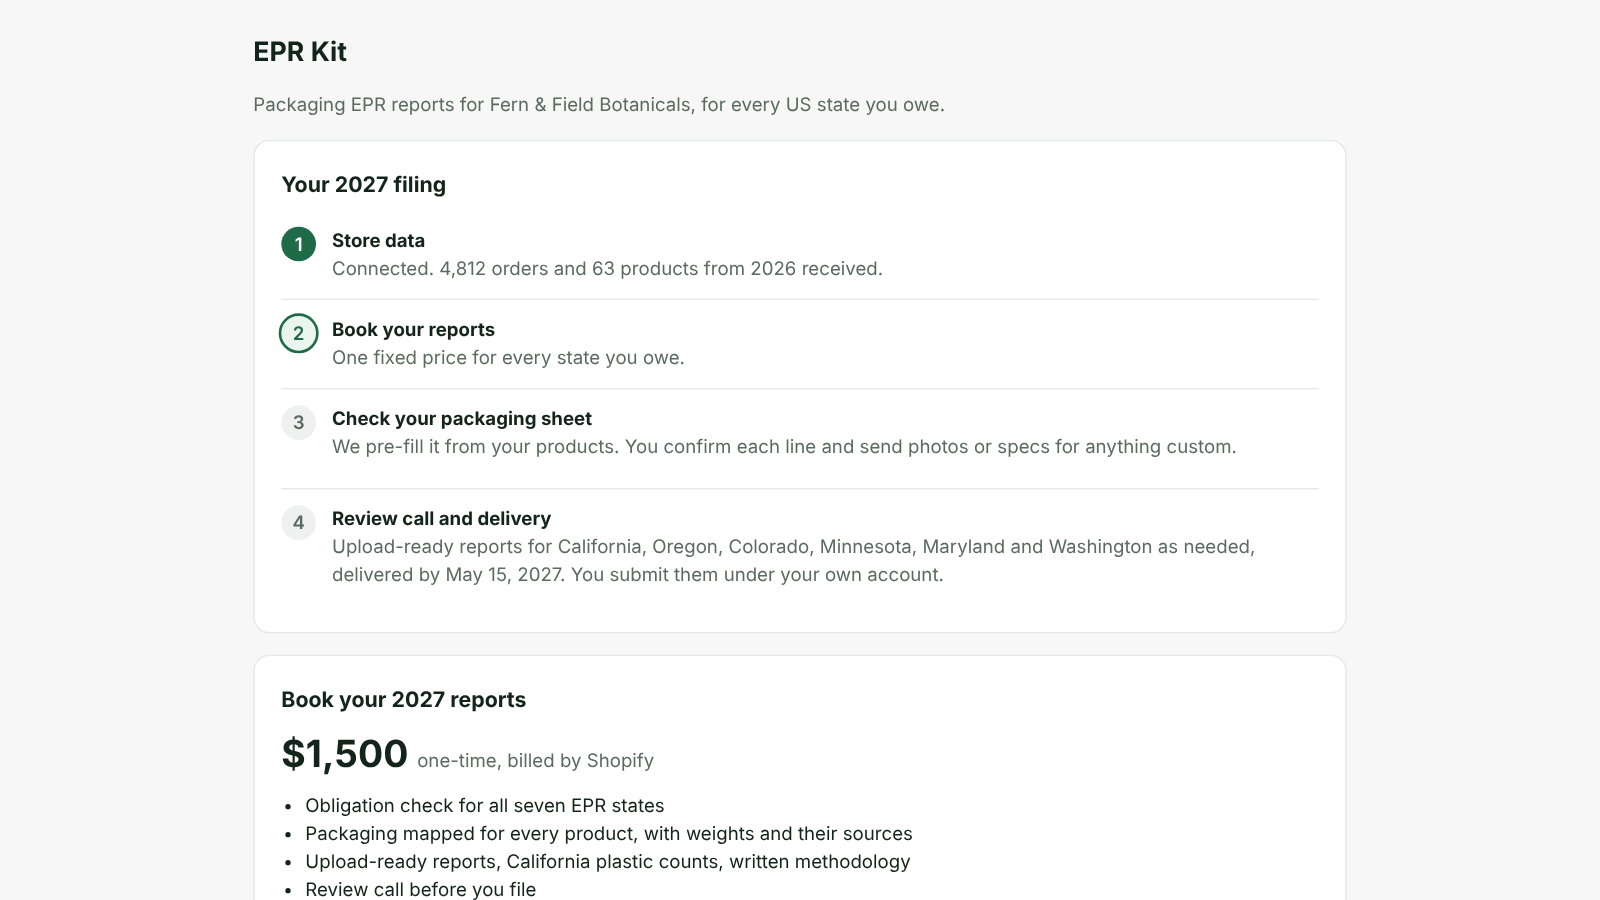 EPR Kit
Packaging EPR reports for Fern & Field Botanicals, for every US state you owe.
Your 2027 filing
1
Store data
Connected. 4,812 orders and 63 products from 2026 received.
2
Book your reports
One fixed price for every state you owe.
3
Check your packaging sheet
We pre-fill it from your products. You confirm each line and send photos or specs for anything custom.
4
Review call and delivery
Upload-ready reports for California, Oregon, Colorado, Minnesota, Maryland and Washington as needed,
delivered by May 15, 2027. You submit them under your own account.
Book your 2027 reports
$1,500 one-time, billed by Shopify
• Obligation check for all seven EPR states
• Packaging mapped for every product, with weights and their sources
• Upload-ready reports, California plastic counts, written methodology
• Review call before you file